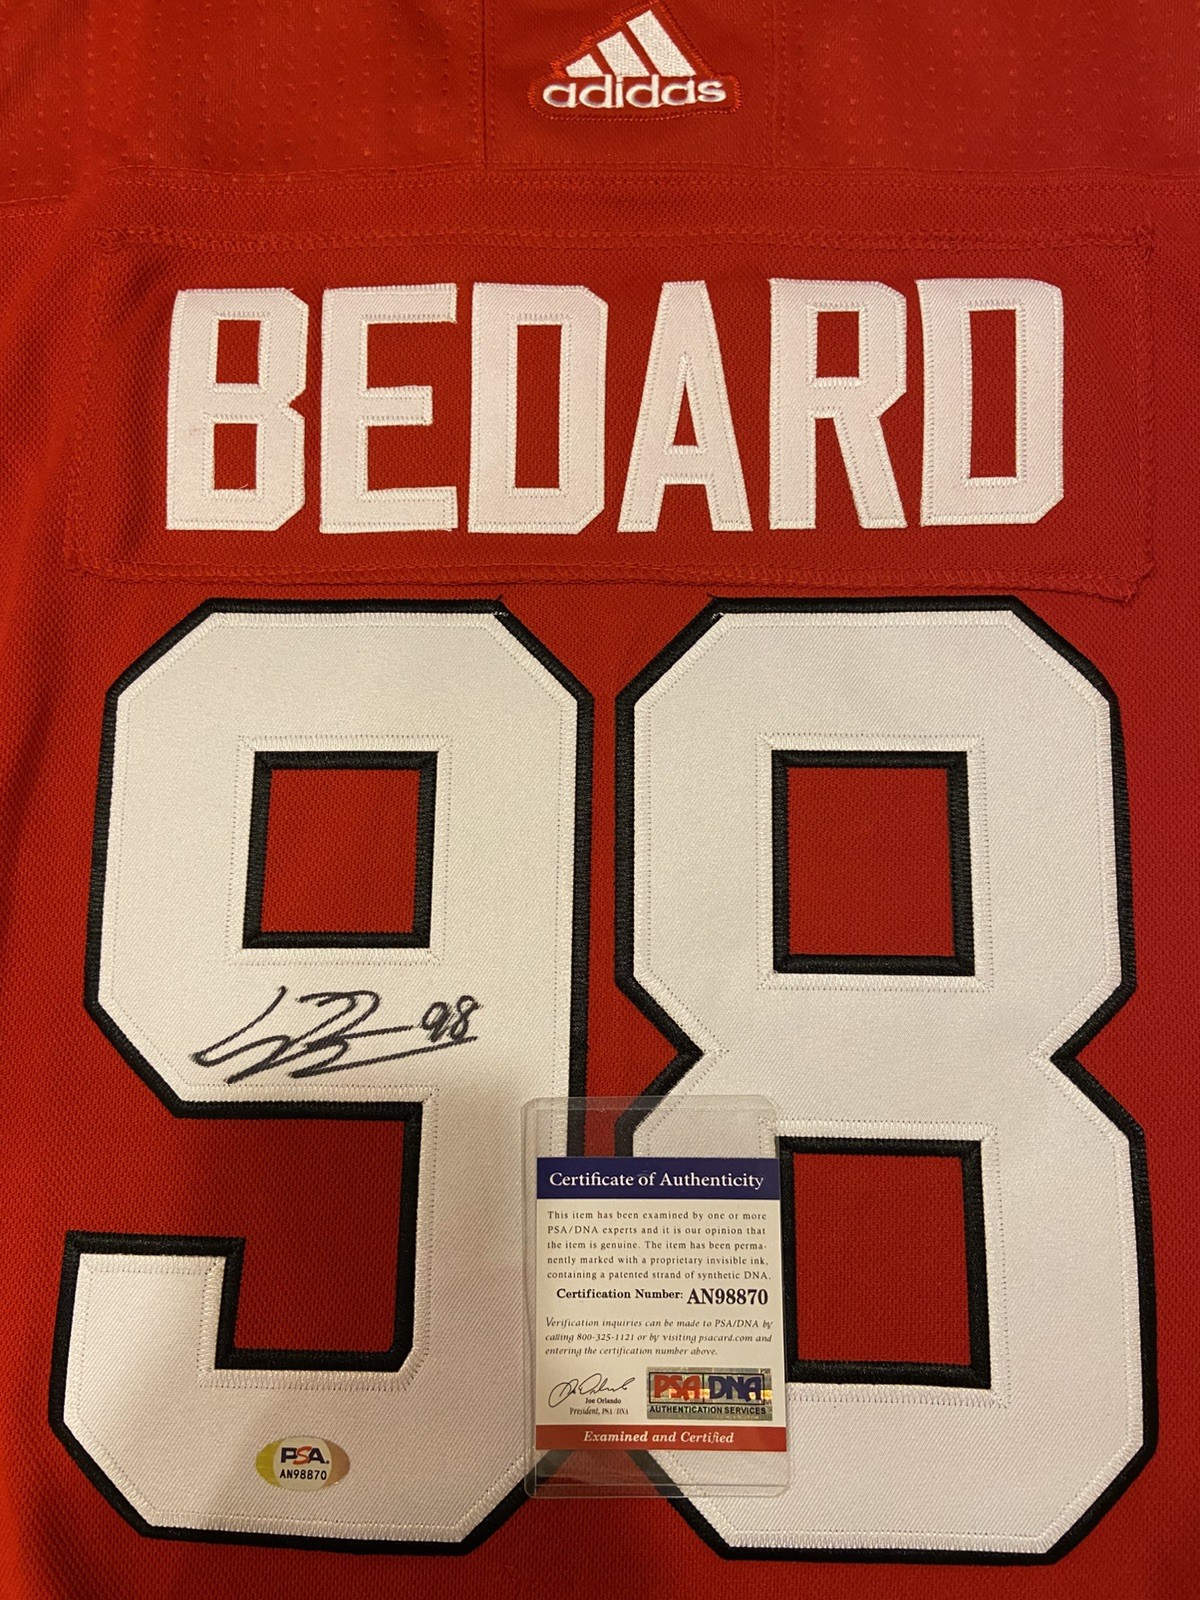 adidas
BEDARD
98
98
Certificate of Authenticity
This item has been examined by one or more
PSA/DNA experts and it is our opinion that
the item is genuine. The item has been perma-
nently marked with a proprietary invisible ink,
containing a patented strand of synthetic DNA.
Certification Number: AN98870
Verification inquiries can be made to PSA/DNA by
calling 800-325-1121 or by visiting psacard.com and
entering the certification number above.
Joe Orlando
President, PSA/DNA
PSA DNA
AUTHENTICATION SERVICES
Examined and Certified
PSA
AN98870